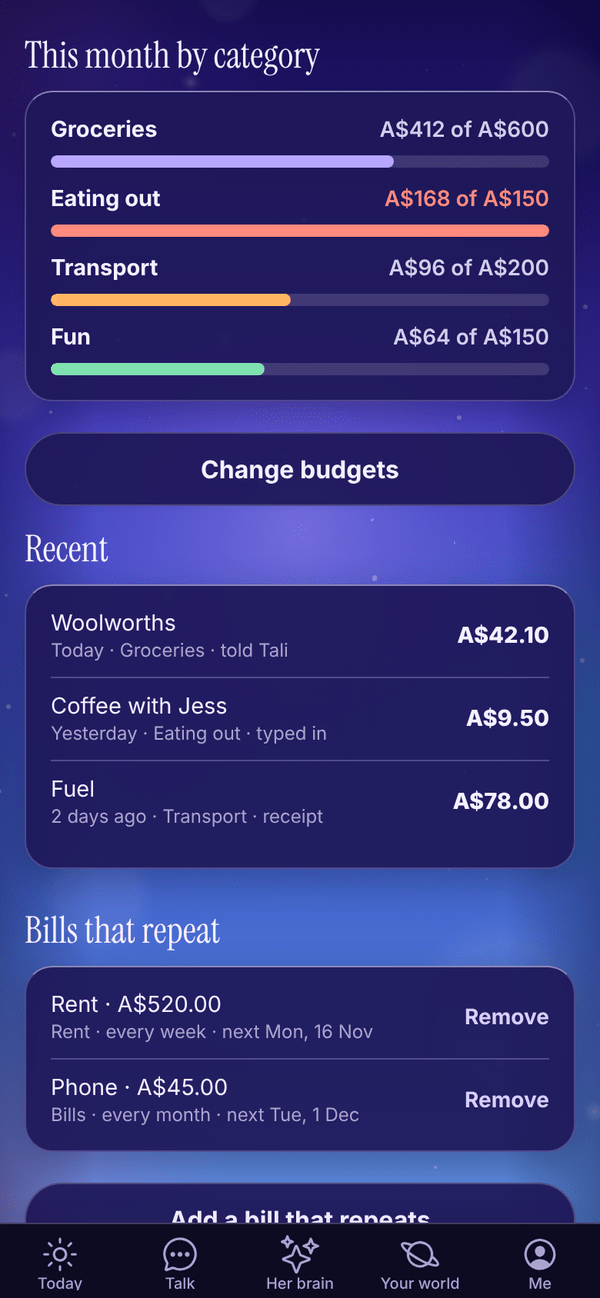 This month by category
Groceries A$412 of A$600
Eating out A$168 of A$150
Transport A$96 of A$200
Fun A$64 of A$150
Change budgets
Recent
Woolworths
Today · Groceries · told Tali
A$42.10
Coffee with Jess
Yesterday · Eating out · typed in
A$9.50
Fuel
2 days ago · Transport · receipt
A$78.00
Bills that repeat
Rent · A$520.00
Rent · every week · next Mon, 16 Nov
Remove
Phone · A$45.00
Bills · every month · next Tue, 1 Dec
Remove
Add a bill that repeats
Today Talk Her brain Your world Me